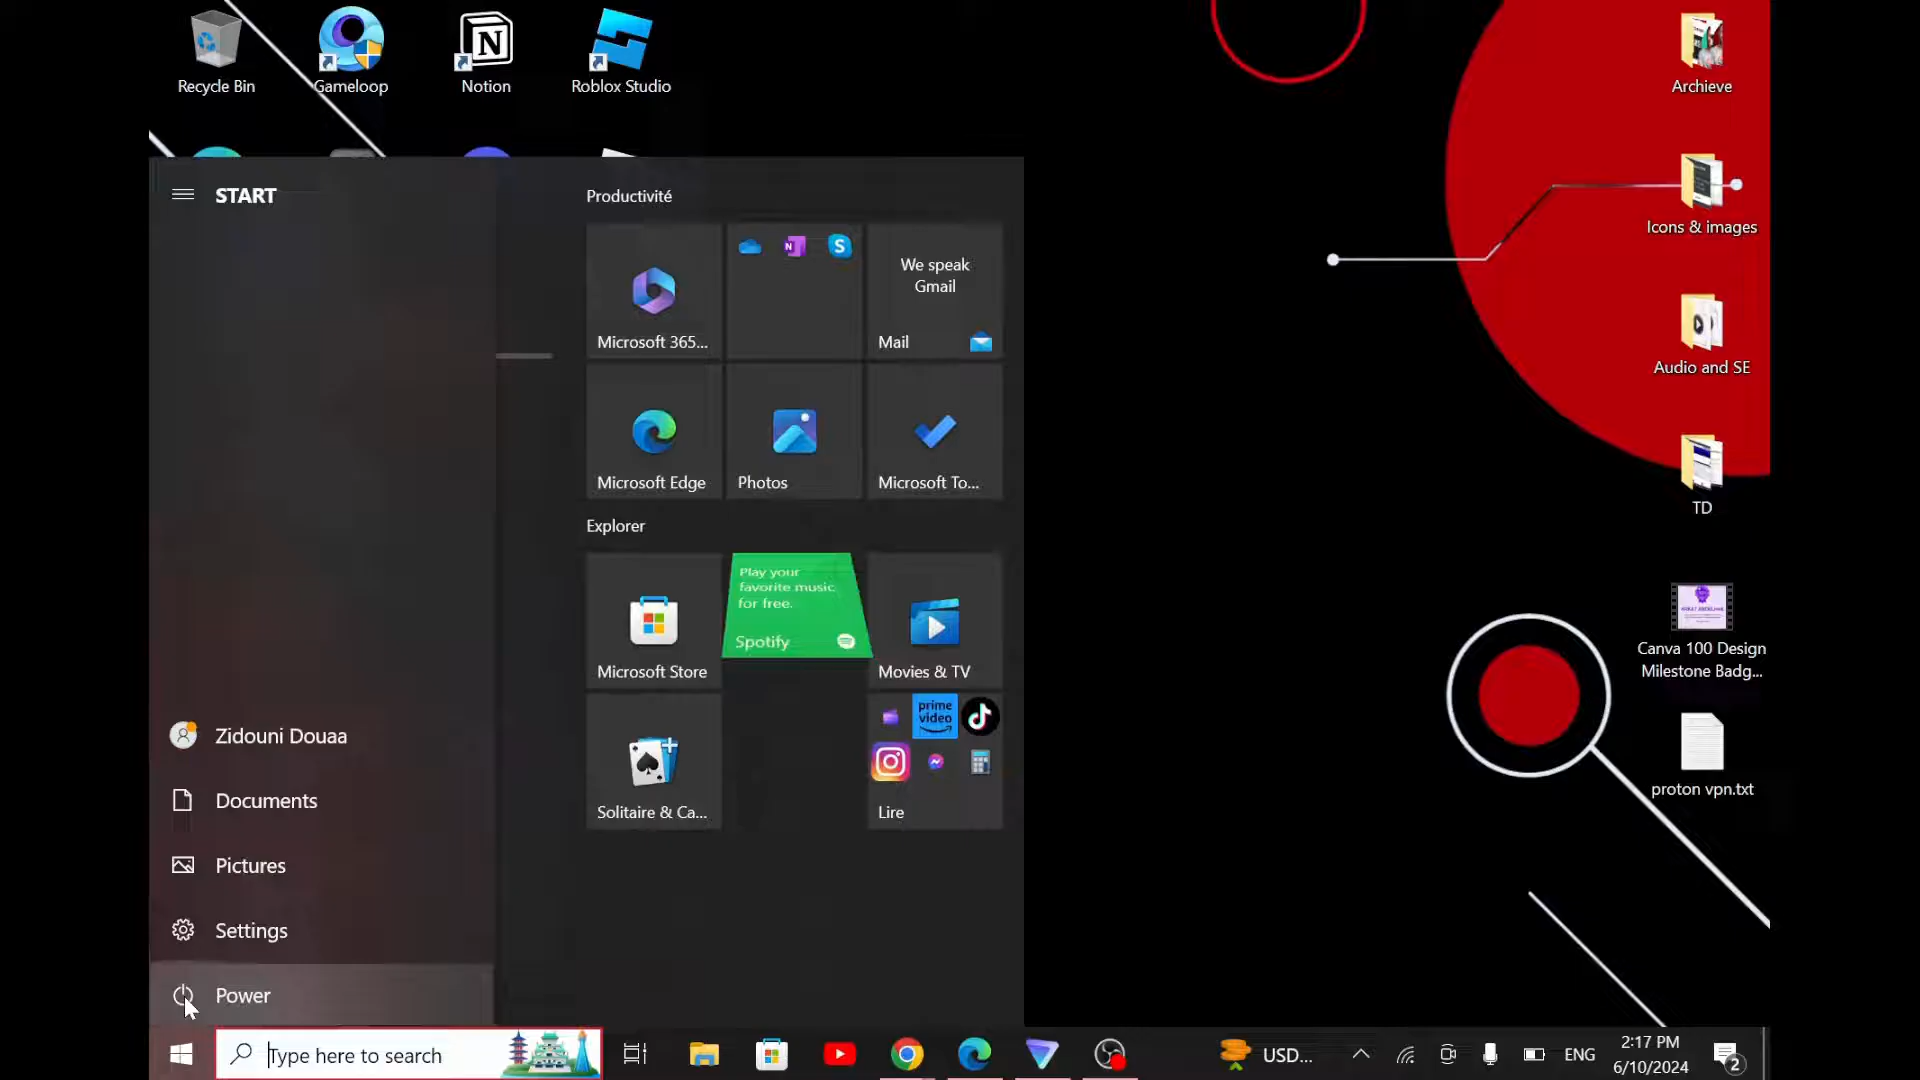 Recycle Bin
Gameloop
Notion
Roblox Studio
Archieve
Icons & images
Audio and SE
TD
Canva 100 Design
Milestone Badg...
proton vpn.txt
START
Zidouni Douaa
Documents
Pictures
Settings
Power
Productivité
Microsoft 365...
We speak
Gmail
Mail
Microsoft Edge
Photos
Microsoft To...
Explorer
Microsoft Store
Play your
favorite music
for free.
Spotify
Movies & TV
Solitaire & Ca...
prime
video
Lire
Type here to search
USD...
ENG
2:17 PM
6/10/2024
2